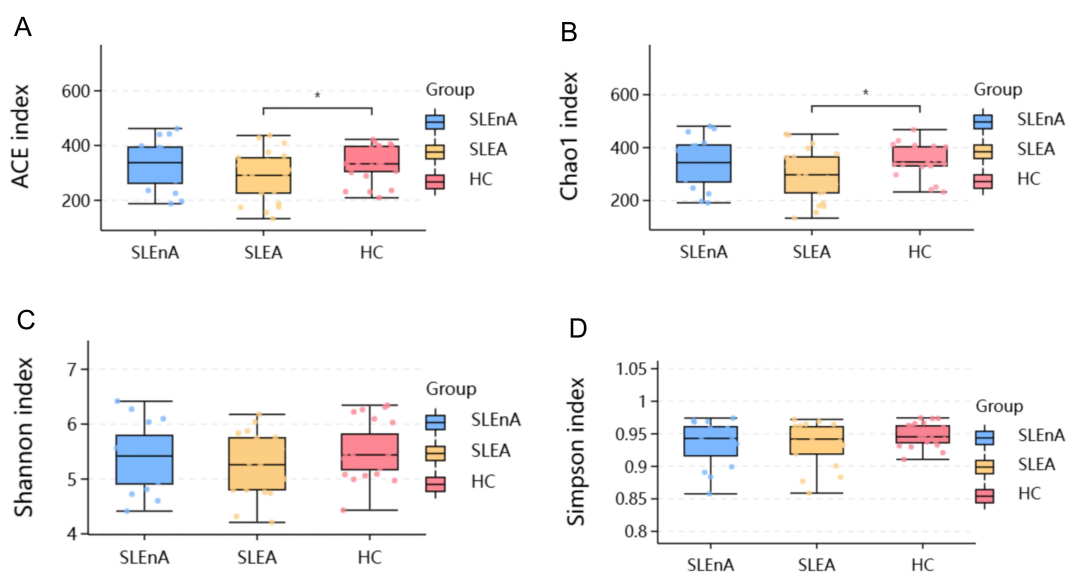 A
ACE index
600
400
200
*
SLEnA
SLEA
HC
Group
SLEnA
SLEA
HC
B
Chao1 index
600
400
200
*
SLEnA
SLEA
HC
Group
SLEnA
SLEA
HC
C
Shannon index
7
6
5
4
SLEnA
SLEA
HC
Group
SLEnA
SLEA
HC
D
Simpson index
1.05
1
0.95
0.9
0.85
0.8
SLEnA
SLEA
HC
Group
SLEnA
SLEA
HC